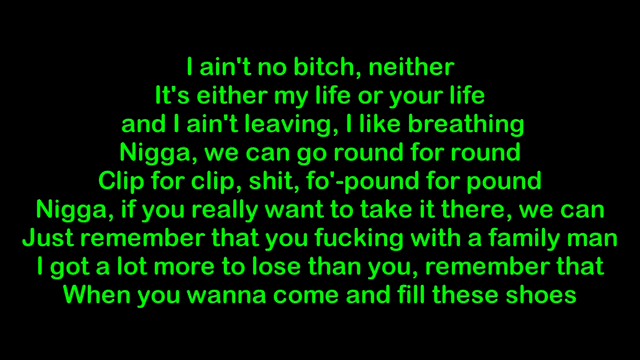 I ain't no bitch, neither
It's either my life or your life
and I ain't leaving, I like breathing
Nigga, we can go round for round
Clip for clip, shit, fo'-pound for pound
Nigga, if you really want to take it there, we can
Just remember that you fucking with a family man
I got a lot more to lose than you, remember that
When you wanna come and fill these shoes